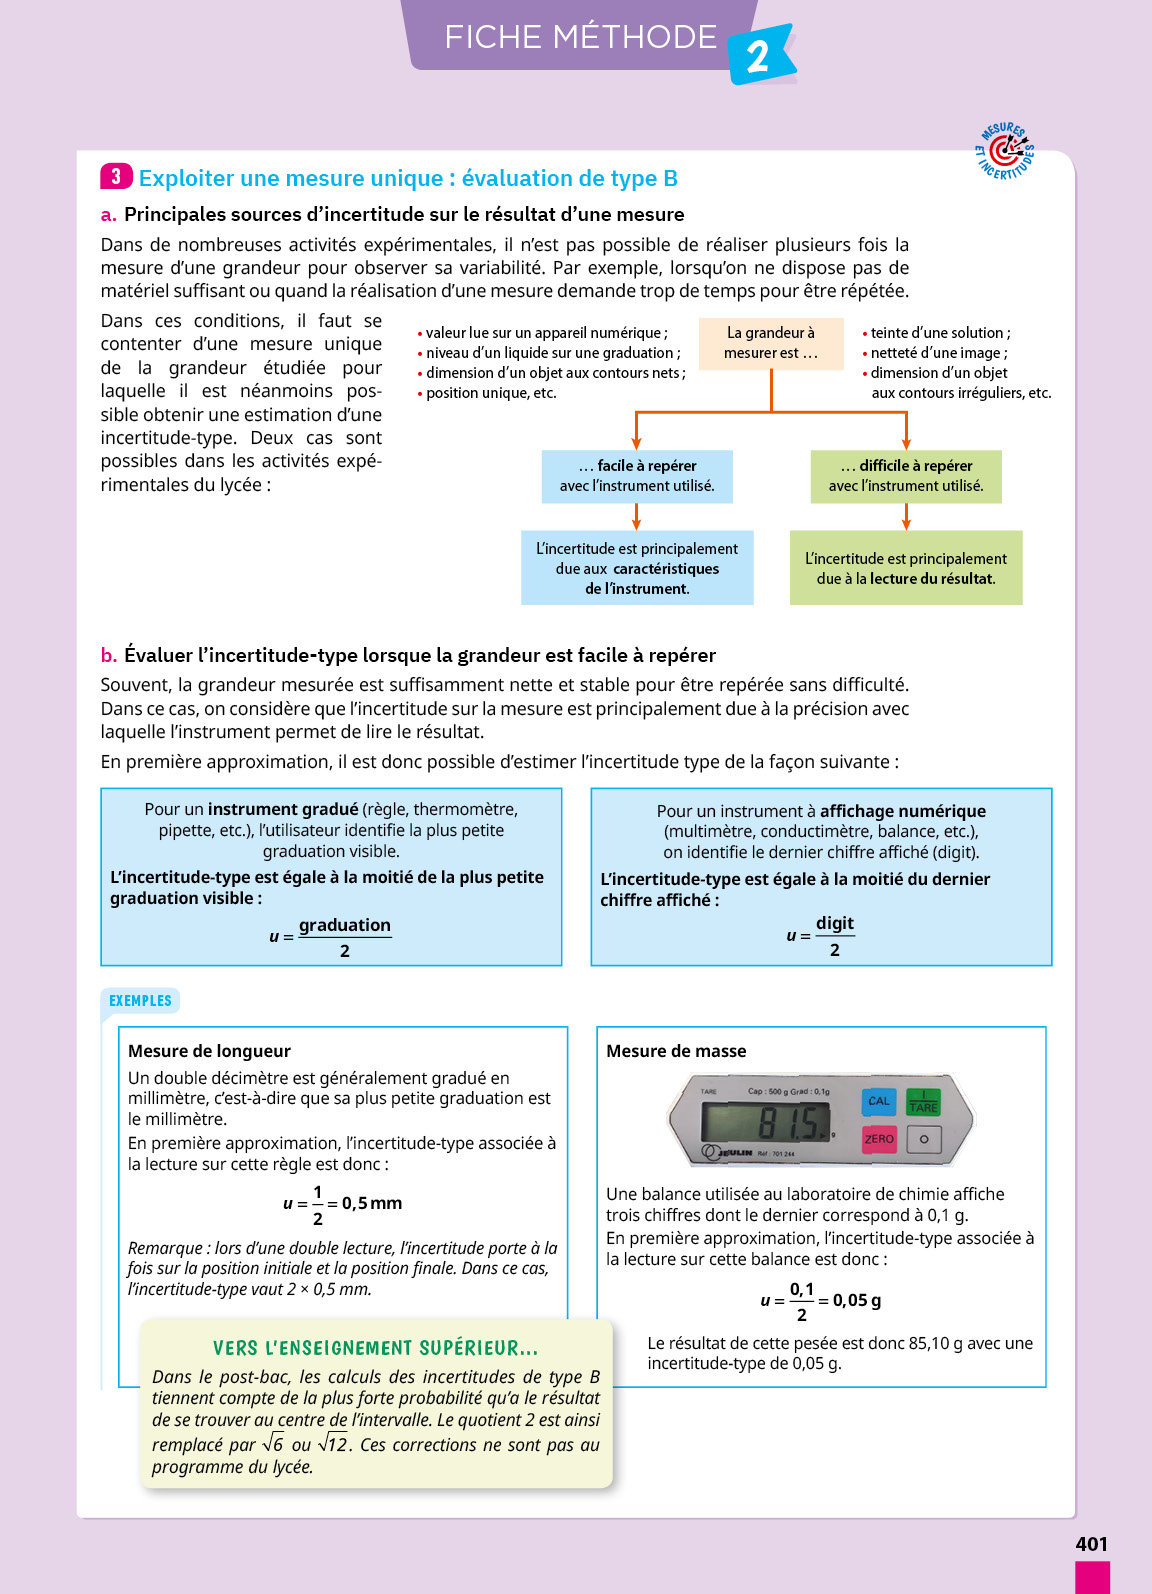 FICHE MÉTHODE
2
MESURES
ET INCERTITUDES
3 Exploiter une mesure unique : évaluation de type B
a. Principales sources d’incertitude sur le résultat d’une mesure
Dans de nombreuses activités expérimentales, il n’est pas possible de réaliser plusieurs fois la
mesure d’une grandeur pour observer sa variabilité. Par exemple, lorsqu’on ne dispose pas de
matériel suffisant ou quand la réalisation d’une mesure demande trop de temps pour être répétée.
Dans ces conditions, il faut se
contenter d’une mesure unique
de la grandeur étudiée pour
laquelle il est néanmoins pos-
sible obtenir une estimation d’une
incertitude-type. Deux cas sont
possibles dans les activités expé-
rimentales du lycée :
• valeur lue sur un appareil numérique ;
• niveau d’un liquide sur une graduation ;
• dimension d’un objet aux contours nets ;
• position unique, etc.
La grandeur à
mesurer est …
• teinte d’une solution ;
• netteté d’une image ;
• dimension d’un objet
aux contours irréguliers, etc.
… facile à repérer
avec l’instrument utilisé.
… difficile à repérer
avec l’instrument utilisé.
L’incertitude est principalement
due aux caractéristiques
de l’instrument.
L’incertitude est principalement
due à la lecture du résultat.
b. Évaluer l’incertitude-type lorsque la grandeur est facile à repérer
Souvent, la grandeur mesurée est suffisamment nette et stable pour être repérée sans difficulté.
Dans ce cas, on considère que l’incertitude sur la mesure est principalement due à la précision avec
laquelle l’instrument permet de lire le résultat.
En première approximation, il est donc possible d’estimer l’incertitude type de la façon suivante :
Pour un instrument gradué (règle, thermomètre,
pipette, etc.), l’utilisateur identifie la plus petite
graduation visible.
L’incertitude-type est égale à la moitié de la plus petite
graduation visible :
u = graduation / 2
Pour un instrument à affichage numérique
(multimètre, conductimètre, balance, etc.),
on identifie le dernier chiffre affiché (digit).
L’incertitude-type est égale à la moitié du dernier
chiffre affiché :
u = digit / 2
EXEMPLES
Mesure de longueur
Un double décimètre est généralement gradué en
millimètre, c’est-à-dire que sa plus petite graduation est
le millimètre.
En première approximation, l’incertitude-type associée à
la lecture sur cette règle est donc :
u = 1 / 2 = 0,5 mm
Remarque : lors d’une double lecture, l’incertitude porte à la
fois sur la position initiale et la position finale. Dans ce cas,
l’incertitude-type vaut 2 × 0,5 mm.
Mesure de masse
TARE
Cap : 500 g Grad : 0,1g
81.5
g
JEULIN Réf : 701 244
CAL
1
TARE
ZERO
O
Une balance utilisée au laboratoire de chimie affiche
trois chiffres dont le dernier correspond à 0,1 g.
En première approximation, l’incertitude-type associée à
la lecture sur cette balance est donc :
u = 0,1 / 2 = 0,05 g
Le résultat de cette pesée est donc 85,10 g avec une
incertitude-type de 0,05 g.
VERS L’ENSEIGNEMENT SUPÉRIEUR...
Dans le post-bac, les calculs des incertitudes de type B
tiennent compte de la plus forte probabilité qu’a le résultat
de se trouver au centre de l’intervalle. Le quotient 2 est ainsi
remplacé par √6 ou √12. Ces corrections ne sont pas au
programme du lycée.
401